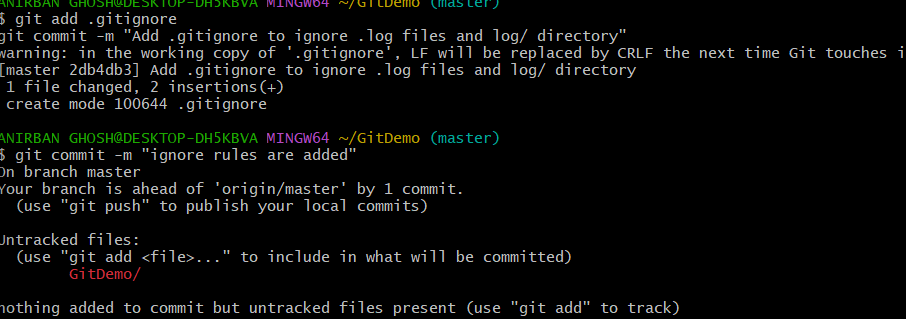 ANIRBAN GHOSH@DESKTOP-DH5KBVA MINGW64 ~/GitDemo (master)
$ git add .gitignore
git commit -m "Add .gitignore to ignore .log files and log/ directory"
warning: in the working copy of '.gitignore', LF will be replaced by CRLF the next time Git touches i
[master 2db4db3] Add .gitignore to ignore .log files and log/ directory
 1 file changed, 2 insertions(+)
 create mode 100644 .gitignore

ANIRBAN GHOSH@DESKTOP-DH5KBVA MINGW64 ~/GitDemo (master)
$ git commit -m "ignore rules are added"
On branch master
Your branch is ahead of 'origin/master' by 1 commit.
  (use "git push" to publish your local commits)

Untracked files:
  (use "git add <file>..." to include in what will be committed)
        GitDemo/

nothing added to commit but untracked files present (use "git add" to track)